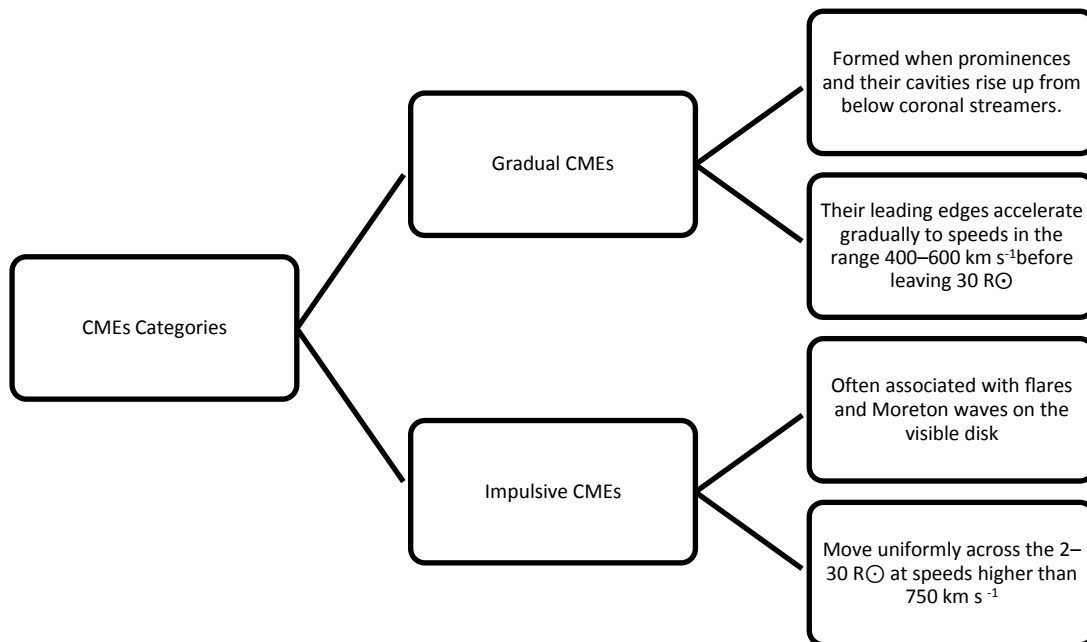 CMEs Categories
Gradual CMEs
Formed when prominences
and their cavities rise up from
below coronal streamers.
Their leading edges accelerate
gradually to speeds in the
range 400–600 km s⁻¹before
leaving 30 R⊙
Impulsive CMEs
Often associated with flares
and Moreton waves on the
visible disk
Move uniformly across the 2–
30 R⊙ at speeds higher than
750 km s ⁻¹